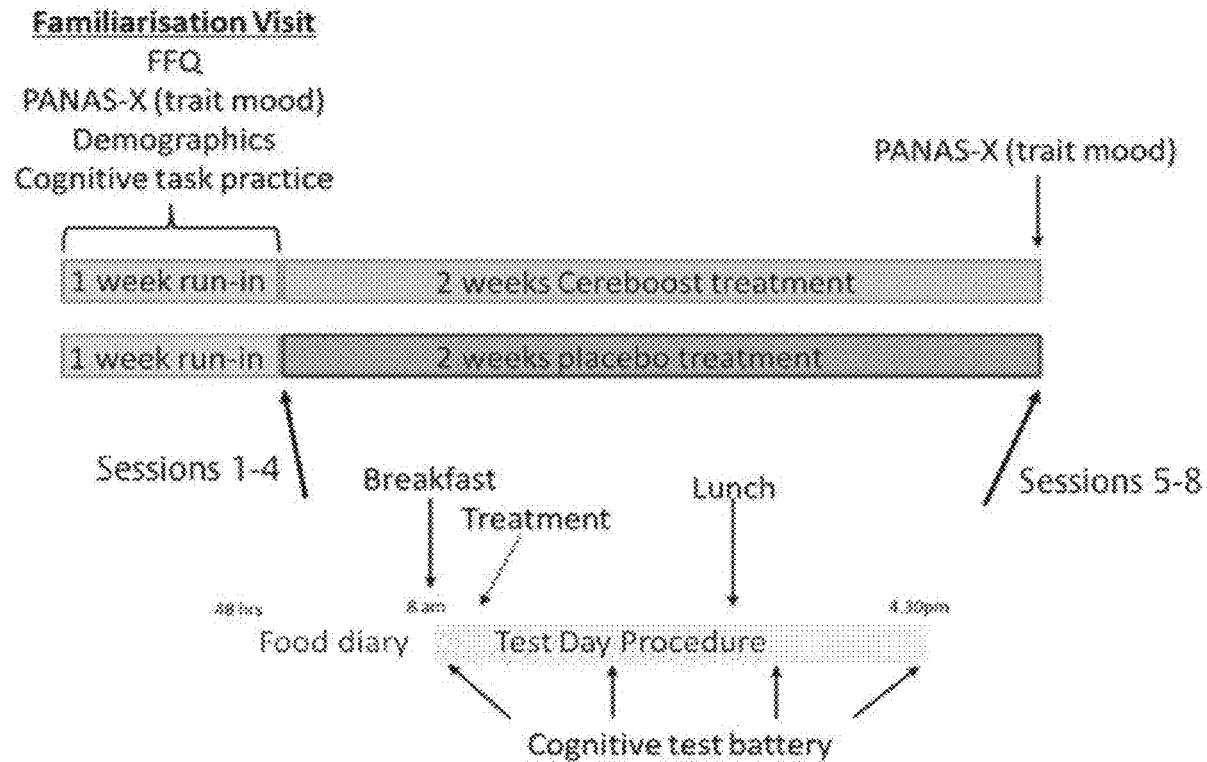 Familiarisation Visit
FFQ
PANAS-X (trait mood)
Demographics
Cognitive task practice
PANAS-X (trait mood)
1 week run-in
2 weeks Cereboost treatment
1 week run-in
2 weeks placebo treatment
Sessions 1-4
Breakfast
Treatment
Lunch
Sessions 5-8
48 hrs
8 am
4.30pm
Food diary
Test Day Procedure
Cognitive test battery